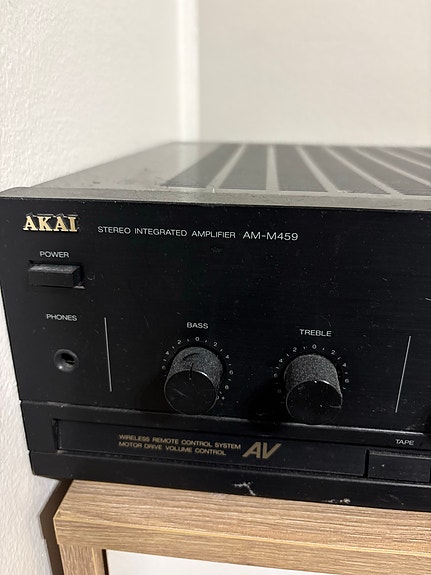 AKAI STEREO INTEGRATED AMPLIFIER AM-M459
POWER
PHONES
BASS
TREBLE
WIRELESS REMOTE CONTROL SYSTEM
MOTOR DRIVE VOLUME CONTROL
AV
TAPE